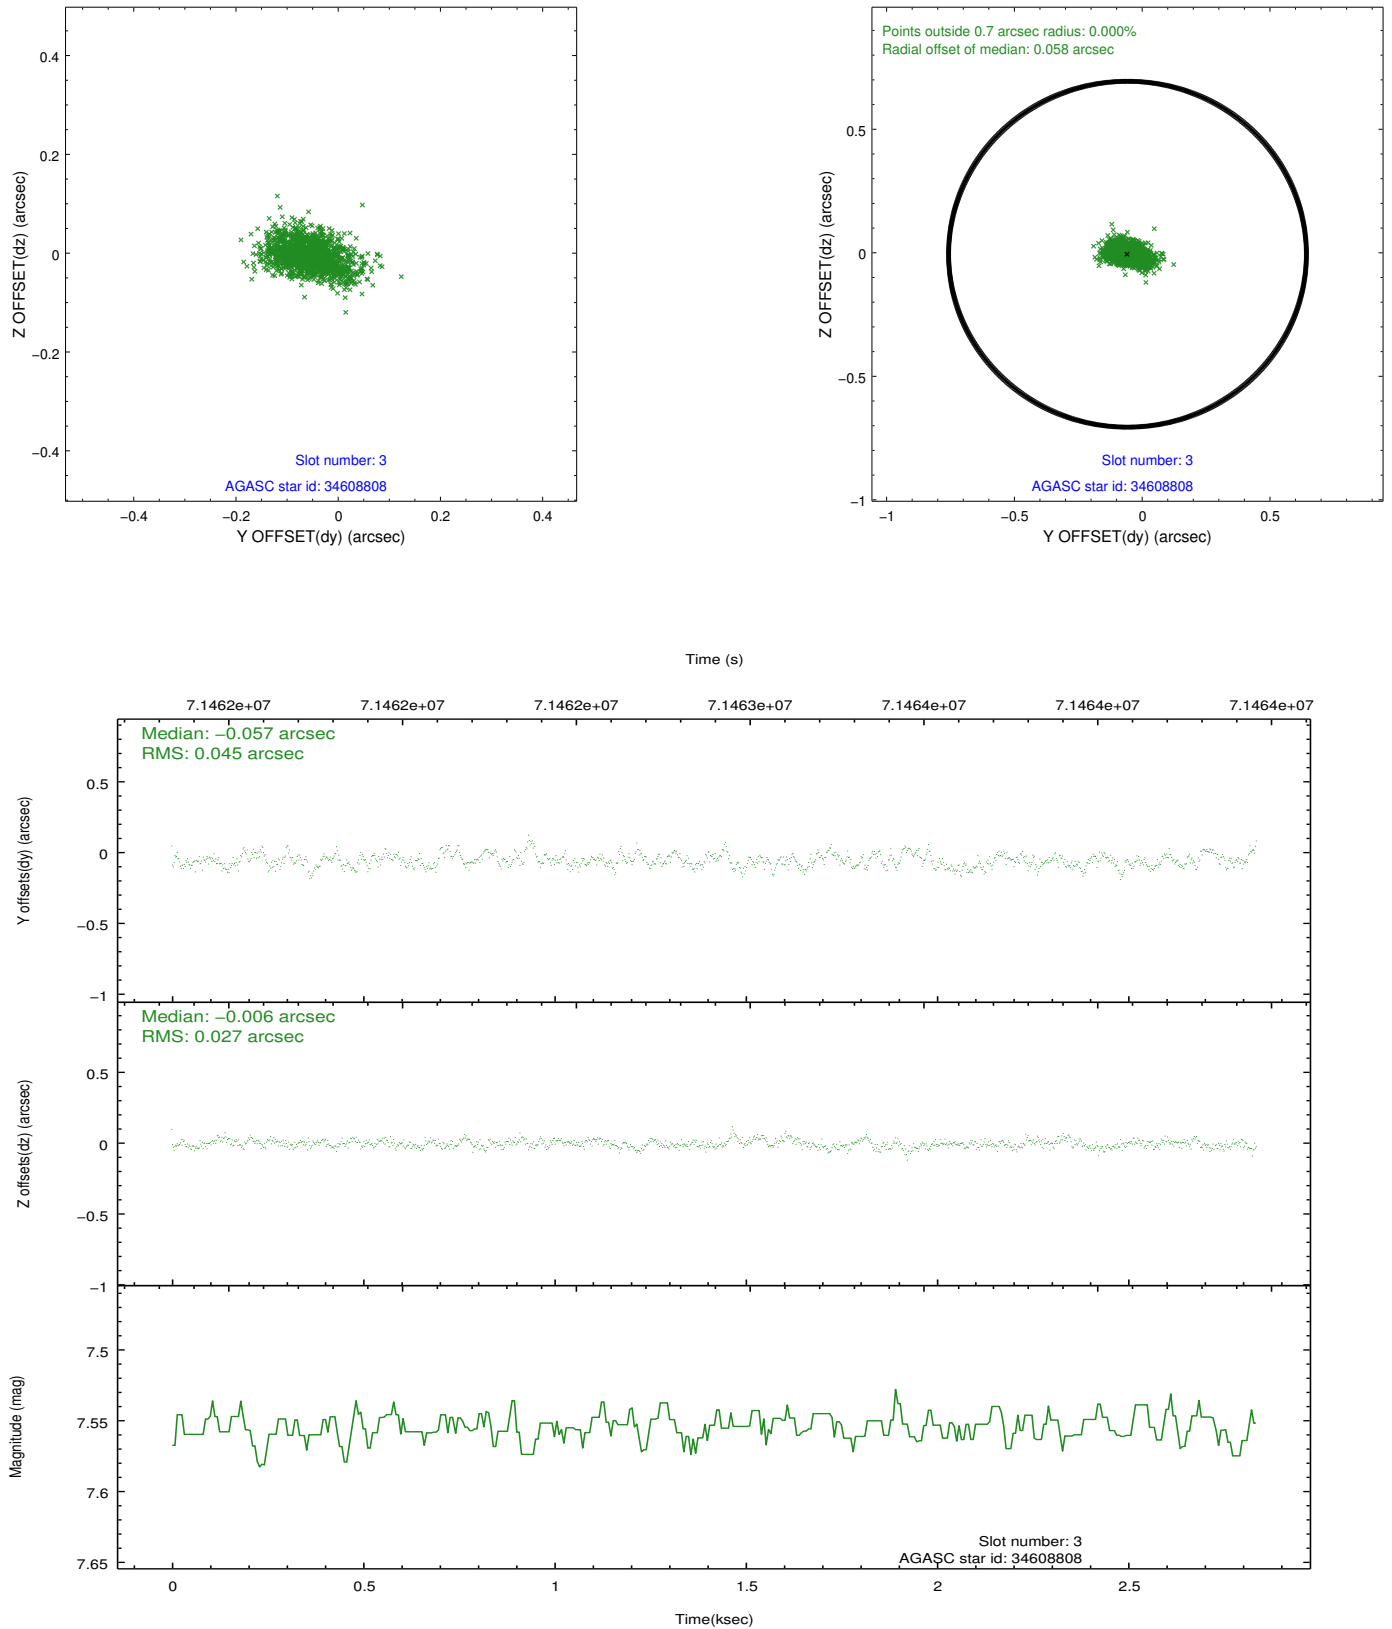 0.4
0.2
0
−0.2
−0.4
Z OFFSET(dz) (arcsec)
Slot number: 3
AGASC star id: 34608808
−0.4 −0.2 0 0.2 0.4
Y OFFSET(dy) (arcsec)
Points outside 0.7 arcsec radius: 0.000%
Radial offset of median: 0.058 arcsec
0.5
0
−0.5
−1
Z OFFSET(dz) (arcsec)
Slot number: 3
AGASC star id: 34608808
−1 −0.5 0 0.5
Y OFFSET(dy) (arcsec)
Time (s)
7.1462e+07 7.1462e+07 7.1462e+07 7.1463e+07 7.1464e+07 7.1464e+07 7.1464e+07
Median: −0.057 arcsec
RMS: 0.045 arcsec
0.5
0
−0.5
−1
Y offsets(dy) (arcsec)
Median: −0.006 arcsec
RMS: 0.027 arcsec
0.5
0
−0.5
−1
Z offsets(dz) (arcsec)
7.5
7.55
7.6
7.65
Magnitude (mag)
Slot number: 3
AGASC star id: 34608808
0 0.5 1 1.5 2 2.5
Time(ksec)